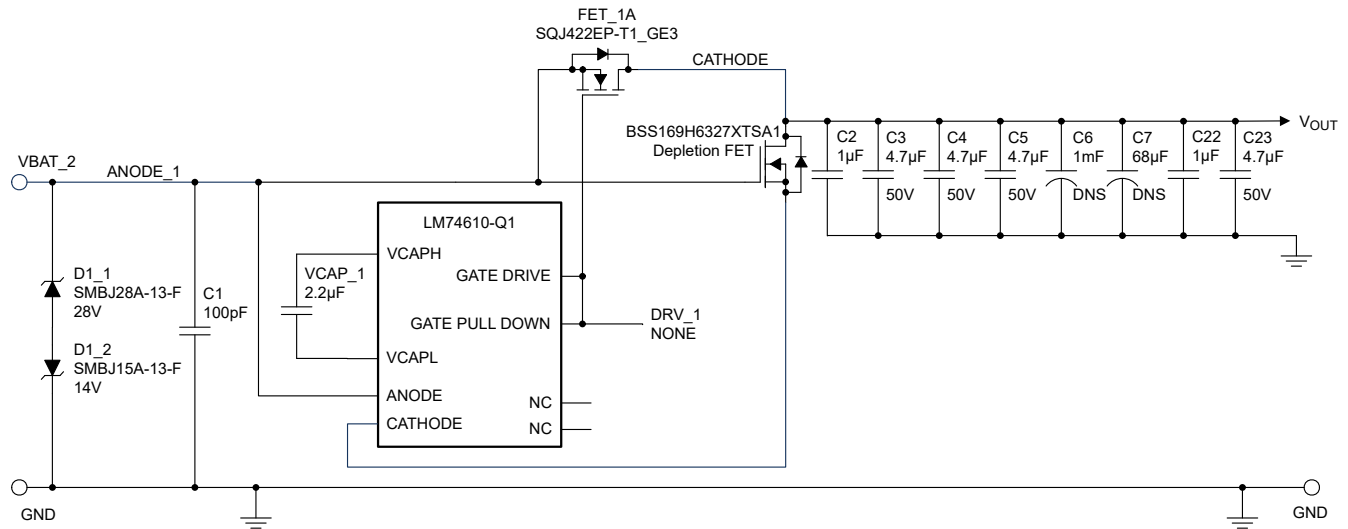 FET_1A
SQJ422EP-T1_GE3
CATHODE
BSS169H6327XTSA1
Depletion FET
C2
1µF
C3
4.7µF
50V
C4
4.7µF
50V
C5
4.7µF
50V
C6
1mF
DNS
C7
68µF
DNS
C22
1µF
C23
4.7µF
50V
VOUT
VBAT_2
ANODE_1
LM74610-Q1
VCAPH
VCAP_1
2.2µF
GATE DRIVE
GATE PULL DOWN
DRV_1
NONE
VCAPL
ANODE
CATHODE
NC
NC
D1_1
SMBJ28A-13-F
28V
C1
100pF
D1_2
SMBJ15A-13-F
14V
GND
GND